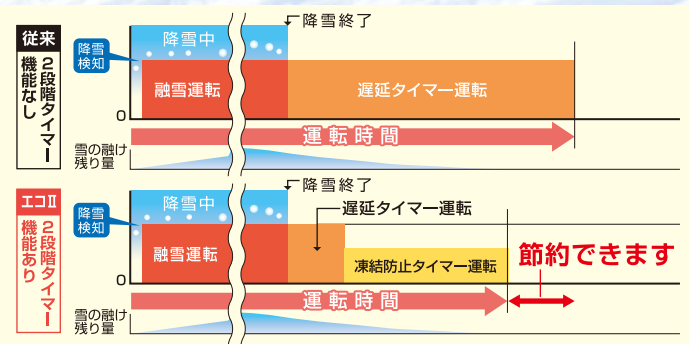 従来
2段階タイマー
機能なし
降雪
検知
降雪中
降雪終了
融雪運転
遅延タイマー運転
0
運転時間
雪の融け
残り量
エコⅡ
2段階タイマー
機能あり
降雪
検知
降雪中
降雪終了
遅延タイマー運転
融雪運転
凍結防止タイマー運転
節約できます
0
運転時間
雪の融け
残り量